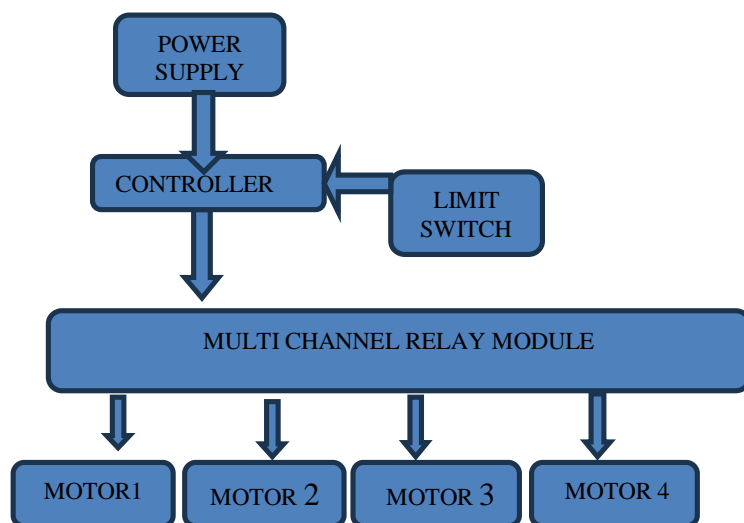 POWER
SUPPLY
CONTROLLER
LIMIT
SWITCH
MULTI CHANNEL RELAY MODULE
MOTOR1
MOTOR 2
MOTOR 3
MOTOR 4